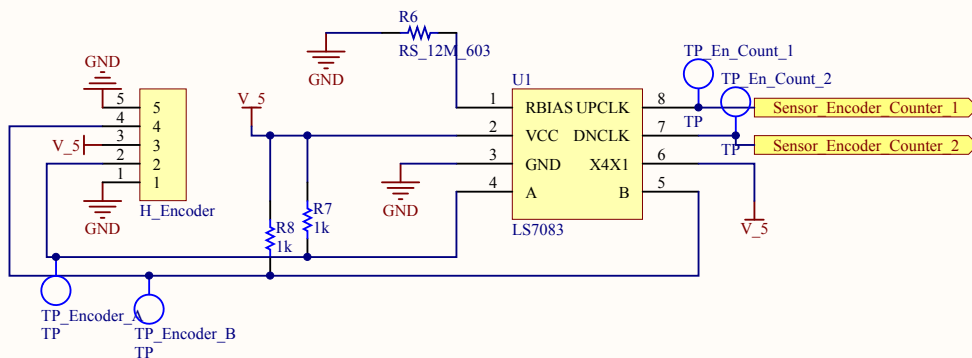 R6
RS_12M_603
GND
TP_En_Count_1
TP_En_Count_2
GND
U1
V_5
5 5
4 4
V_5 3 3
2 2
1 1
GND
H_Encoder
1 RBIAS UPCLK 8
TP
Sensor_Encoder_Counter_1
2 VCC DNCLK 7
TP
Sensor_Encoder_Counter_2
3 GND X4X1 6
4 A B 5
GND
LS7083
V_5
R7
1k
R8
1k
TP_Encoder_A
TP
TP_Encoder_B
TP